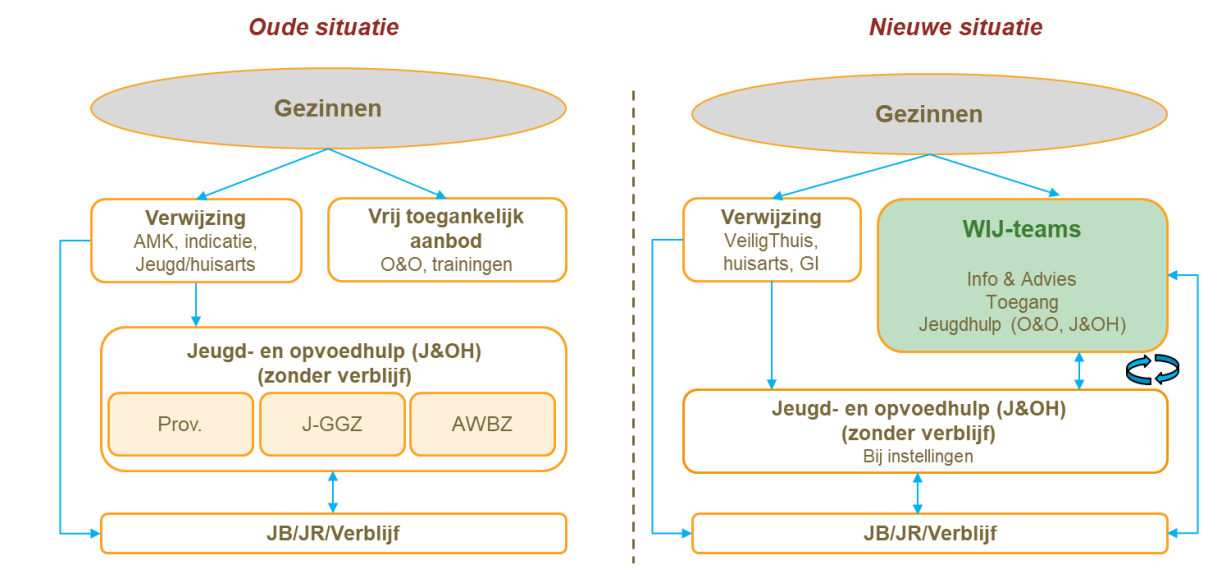 Oude situatie
Gezinnen
Verwijzing
AMK, indicatie,
Jeugd/huisarts
Vrij toegankelijk
aanbod
O&O, trainingen
Jeugd- en opvoedhulp (J&OH)
(zonder verblijf)
Prov.
J-GGZ
AWBZ
JB/JR/Verblijf
Nieuwe situatie
Gezinnen
Verwijzing
VeiligThuis,
huisarts, GI
WIJ-teams
Info & Advies
Toegang
Jeugdhulp (O&O, J&OH)
Jeugd- en opvoedhulp (J&OH)
(zonder verblijf)
Bij instellingen
JB/JR/Verblijf